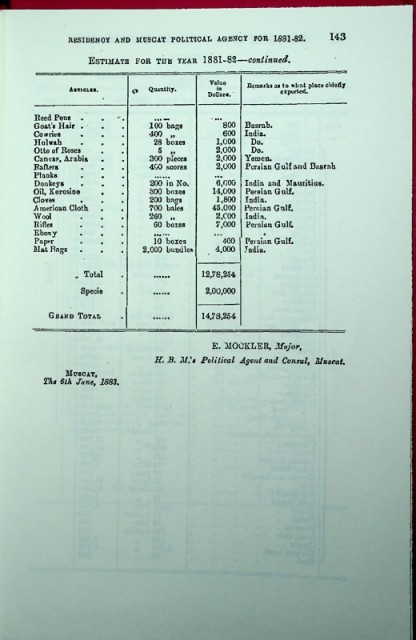 RESIDENCY AND MUSCAT POLITICAL AGENCY FOR 1881-82. 143
ESTIMATE FOR THE YEAR 1881-82—continued.
ARTICLES. Quantity. Value in Dollars. Remarks as to what place chiefly exported.
Reed Pens . . . ...... ...
Goat's Hair . . . 100 bags 800 Basrah.
Cowries . . . 400 „ 600 India.
Hulwah . . . 28 boxes 1,000 Do.
Otto of Roses . . 5 „ 2,000 Do.
Canvas, Arabia . . 300 pieces 2,000 Yemen.
Rafters . . . 400 scores 2,000 Persian Gulf and Basrah
Planks . . . ......
Donkeys . . . 200 in No. 6,000 India and Mauritius.
Oil, Kerosine . . 800 boxes 14,000 Persian Gulf.
Cloves . . . 200 bags 1,800 India.
American Cloth . . 700 bales 45,000 Persian Gulf.
Wool . . . 260 „ 2,000 India.
Rifles . . . 60 boxes 7,000 Persian Gulf.
Ebony . . . ...... ...
Paper . . . 10 boxes 400 Persian Gulf.
Mat Bags . . . 2,000 bundles 4,000 India.
Total . ...... 12,78,254
Specie . ...... 2,00,000
GRAND TOTAL . ...... 14,78,254
E. MOCKLER, Major,
H. B. M.'s Political Agent and Consul, Muscat.
MUSCAT,
The 6th June, 1883.